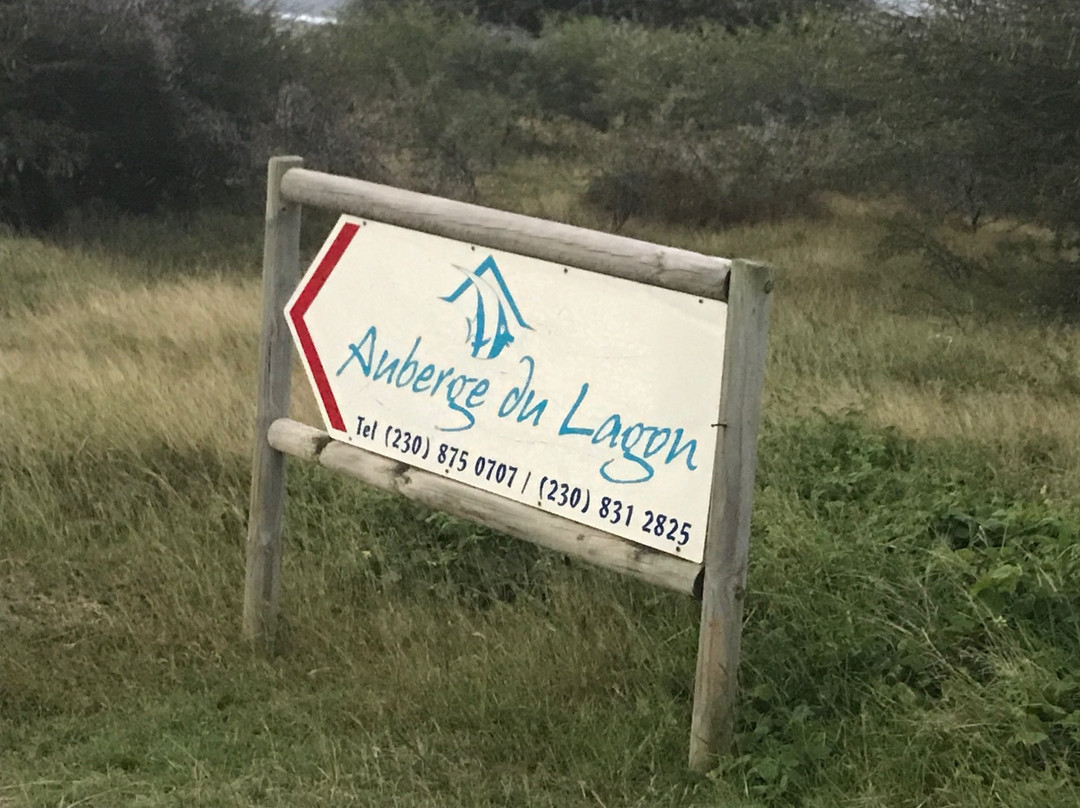 Auberge du Lagon
Tel (230) 875 0707 / (230) 831 2825